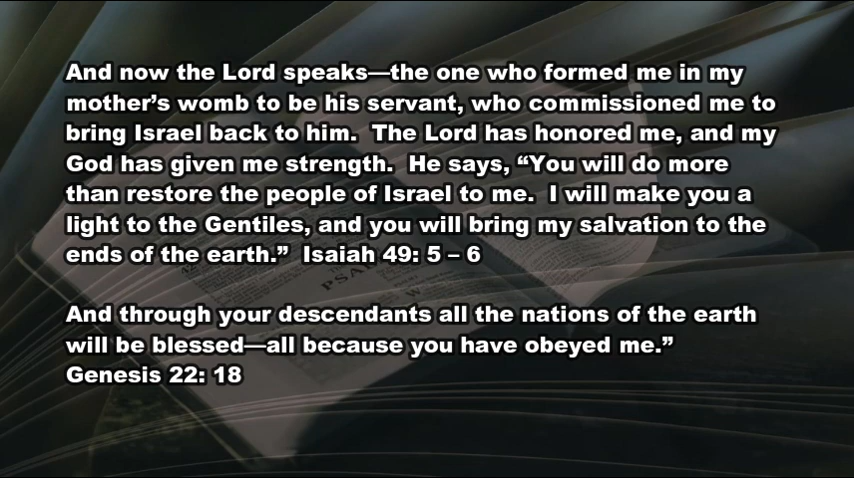 And now the Lord speaks—the one who formed me in my
mother’s womb to be his servant, who commissioned me to
bring Israel back to him.  The Lord has honored me, and my
God has given me strength.  He says, “You will do more
than restore the people of Israel to me.  I will make you a
light to the Gentiles, and you will bring my salvation to the
ends of the earth.”  Isaiah 49: 5 – 6
And through your descendants all the nations of the earth
will be blessed—all because you have obeyed me.”
Genesis 22: 18